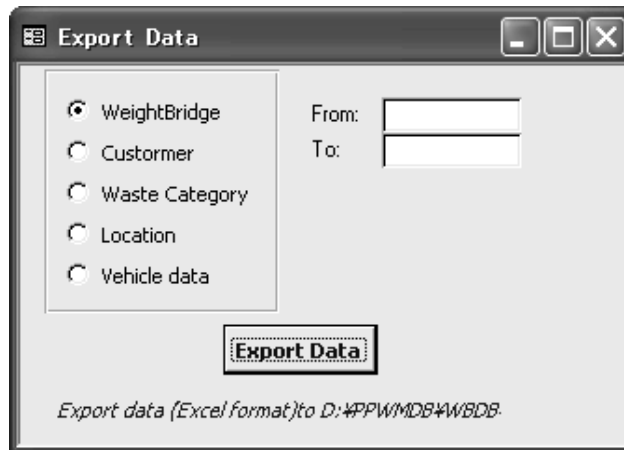 Export Data
WeightBridge
From:
Custormer
To:
Waste Category
Location
Vehicle data
Export Data
Export data (Excel format)to D:¥PPWMDB¥WBDB